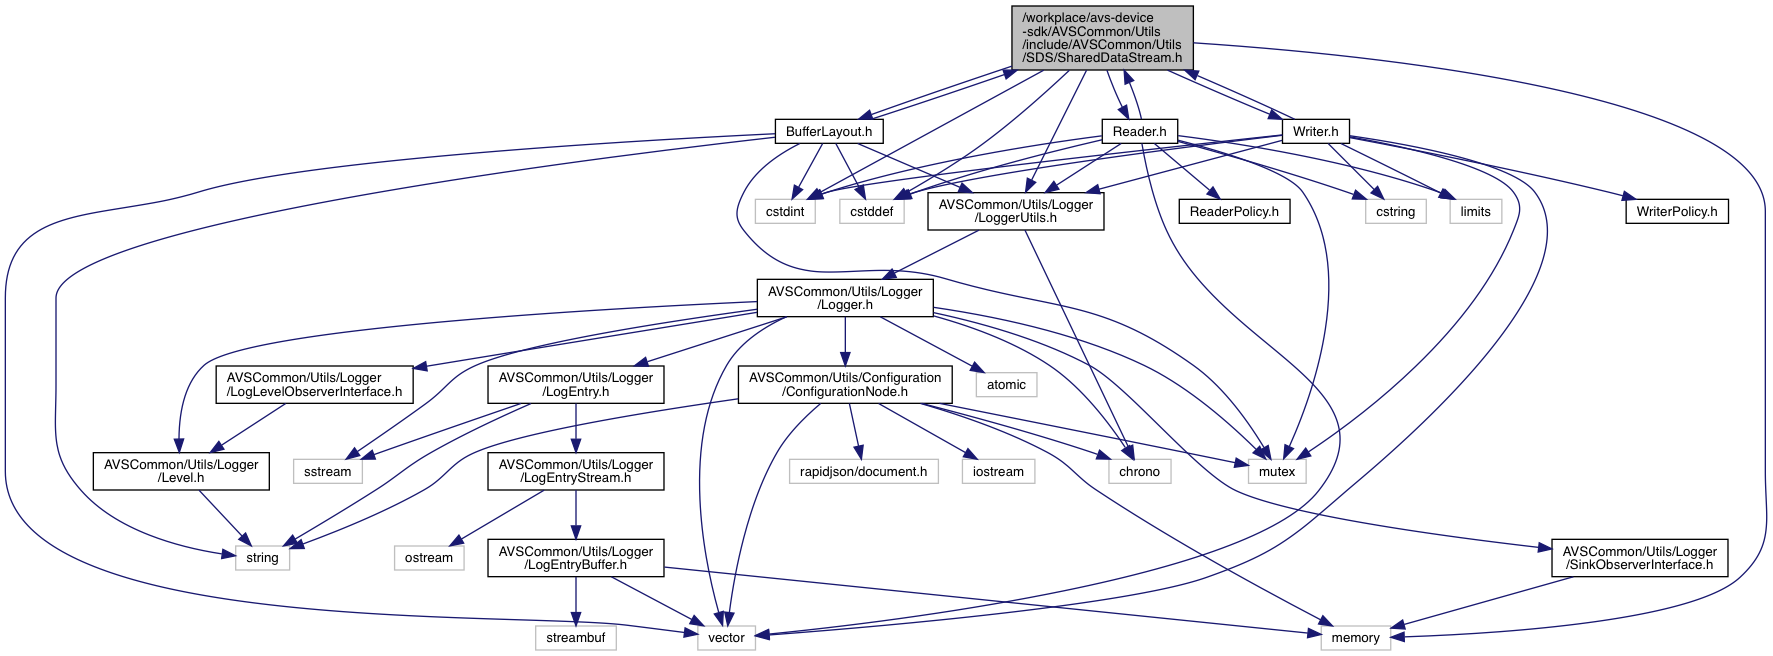 /workplace/avs-device
-sdk/AVSCommon/Utils
/include/AVSCommon/Utils
/SDS/SharedDataStream.h
BufferLayout.h
Reader.h
Writer.h
cstdint
cstddef
AVSCommon/Utils/Logger
/LoggerUtils.h
ReaderPolicy.h
cstring
limits
WriterPolicy.h
AVSCommon/Utils/Logger
/Logger.h
AVSCommon/Utils/Logger
/LogLevelObserverInterface.h
AVSCommon/Utils/Logger
/LogEntry.h
AVSCommon/Utils/Configuration
/ConfigurationNode.h
atomic
AVSCommon/Utils/Logger
/Level.h
sstream
AVSCommon/Utils/Logger
/LogEntryStream.h
rapidjson/document.h
iostream
chrono
mutex
string
ostream
AVSCommon/Utils/Logger
/LogEntryBuffer.h
AVSCommon/Utils/Logger
/SinkObserverInterface.h
streambuf
vector
memory